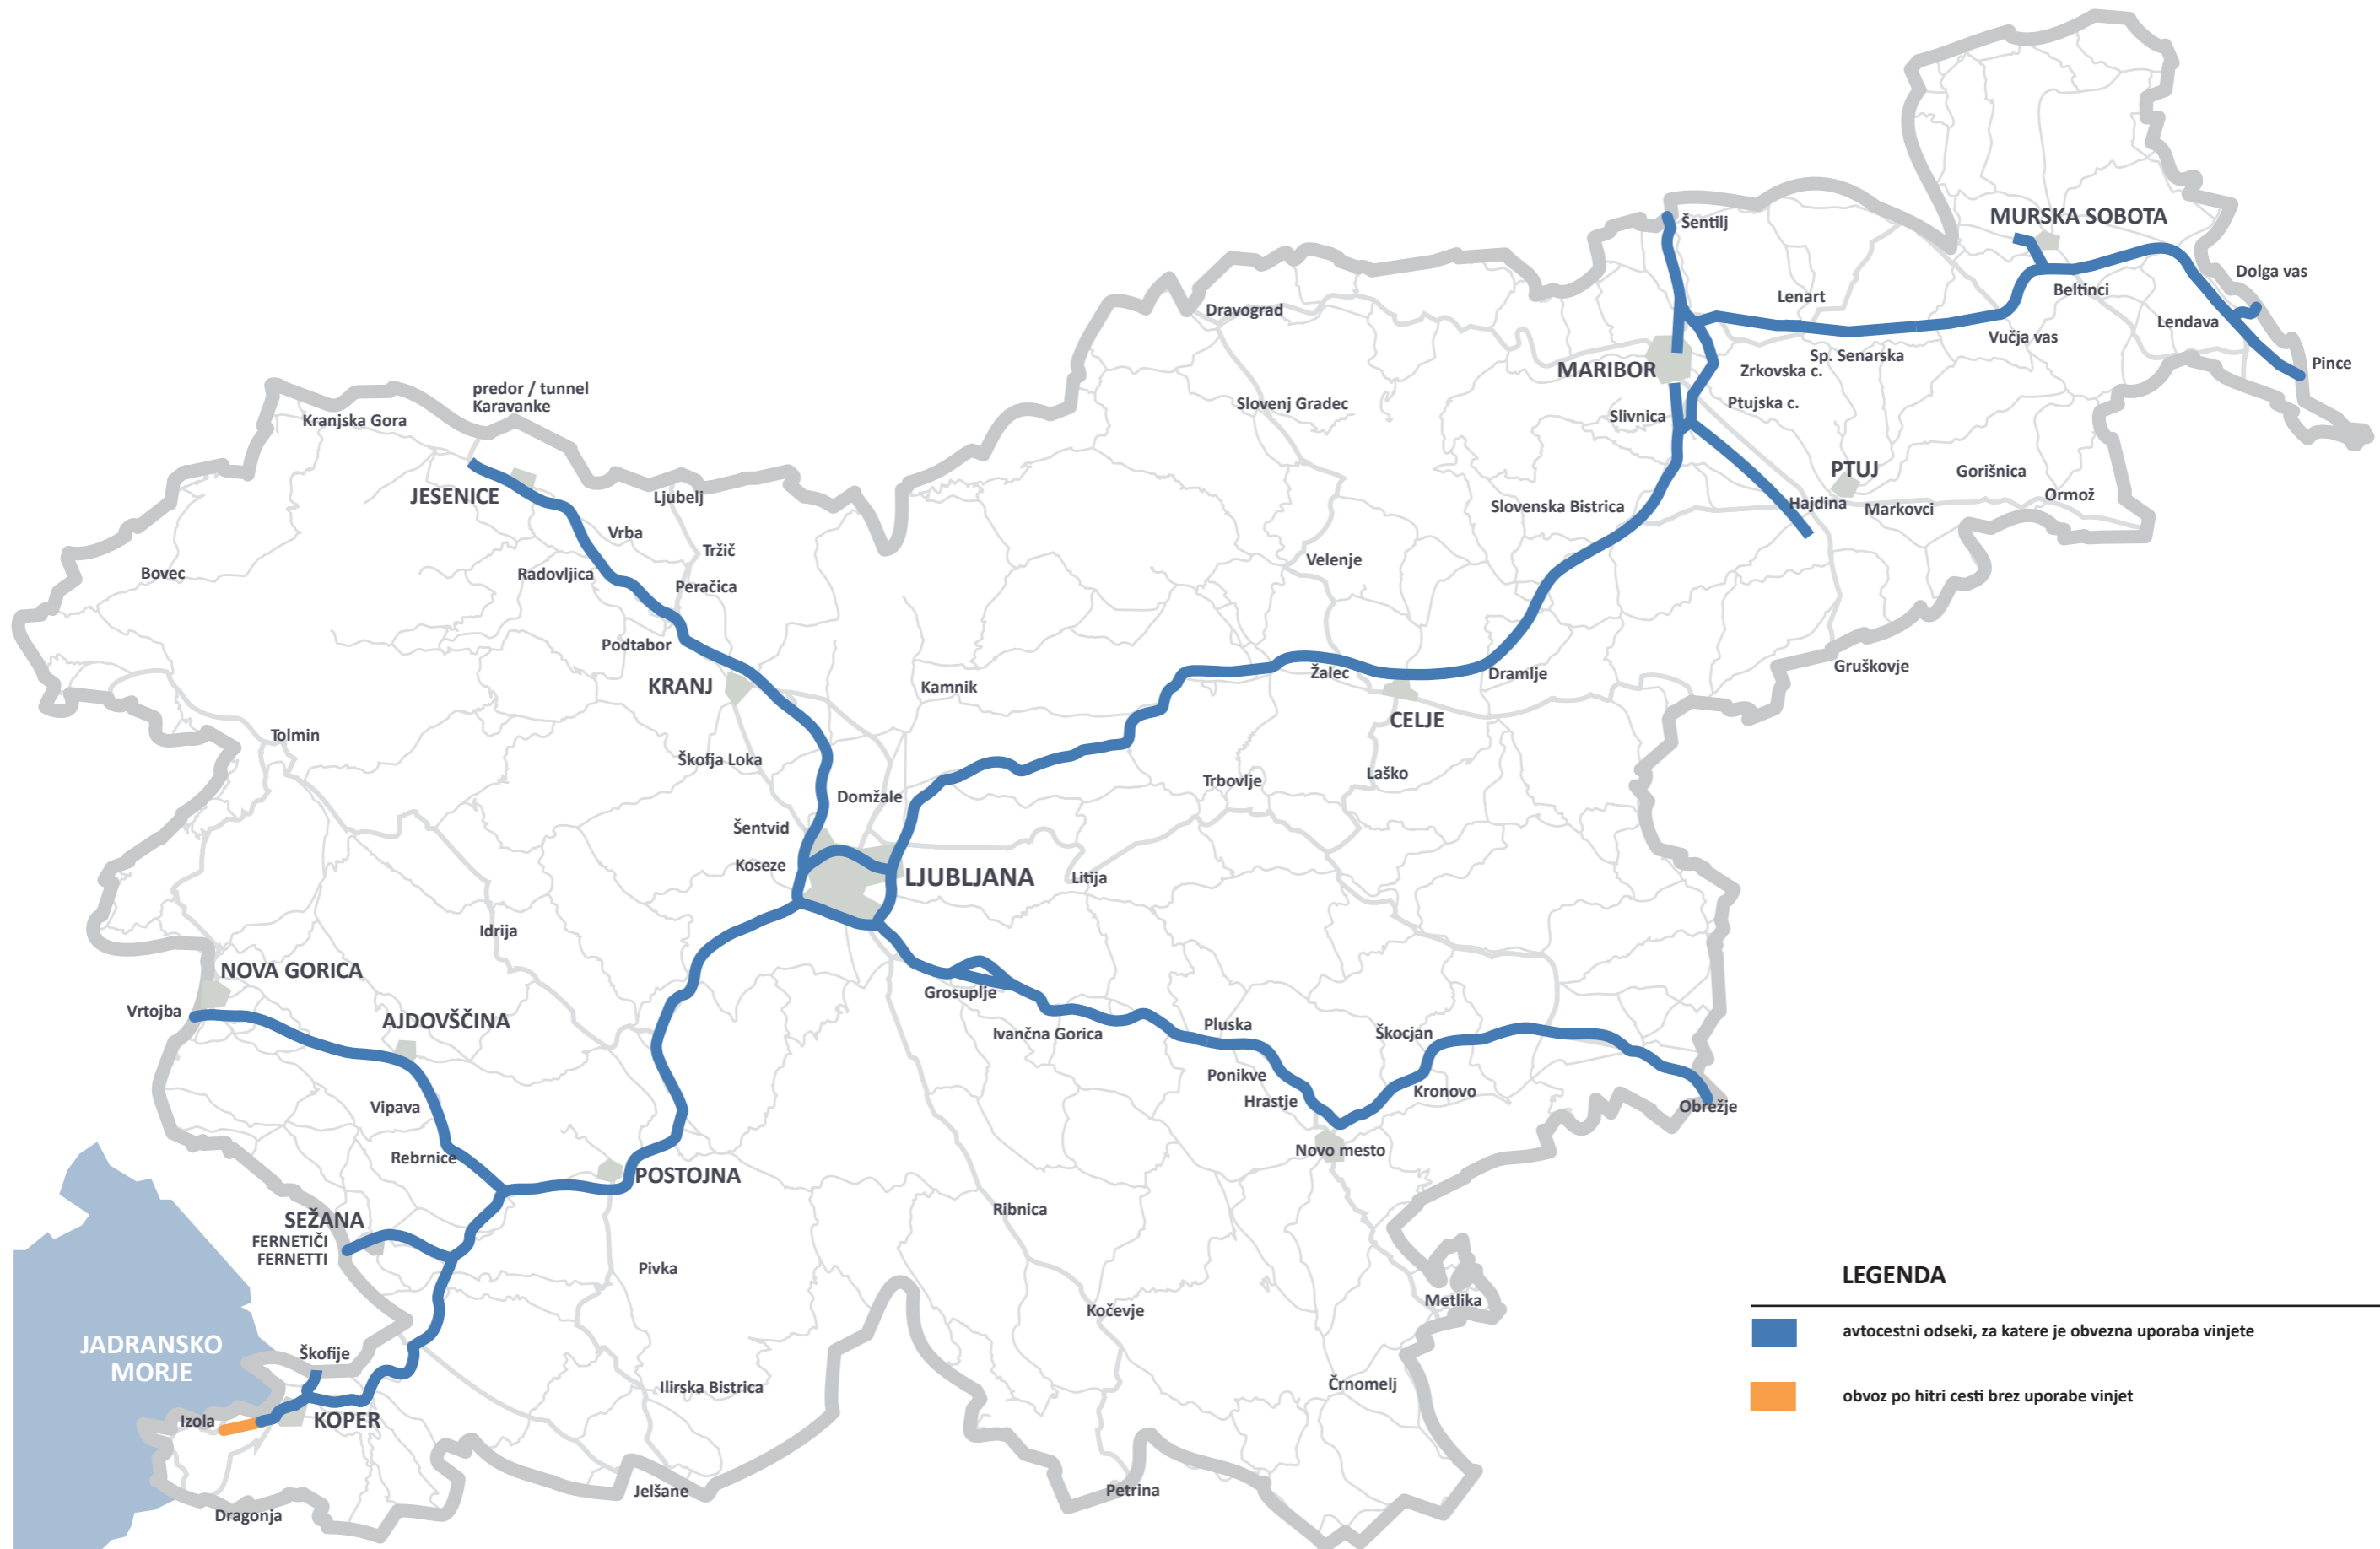 MURSKA SOBOTA
Šentilj
Dolga vas
Beltinci
Lenart
Dravograd
Lendava
Vučja vas
Sp. Senarska
Pince
MARIBOR
Zrkovska c.
predor / tunnel
Karavanke
Slovenj Gradec
Ptujska c.
Kranjska Gora
Slivnica
PTUJ
Gorišnica
JESENICE
Ljubelj
Ormož
Slovenska Bistrica
Hajdina
Markovci
Vrba
Tržič
Velenje
Bovec
Radovljica
Peračica
Podtabor
Gruškovje
Žalec
Dramlje
KRANJ
Kamnik
CELJE
Tolmin
Škofja Loka
Laško
Trbovlje
Domžale
Šentvid
Koseze
LJUBLJANA
Litija
Idrija
NOVA GORICA
Grosuplje
Vrtojba
AJDOVŠČINA
Pluska
Ivančna Gorica
Škocjan
Ponikve
Kronovo
Hrastje
Vipava
Obrežje
Novo mesto
Rebrnice
POSTOJNA
Ribnica
SEŽANA
FERNETIČI
FERNETTI
Pivka
LEGENDA
Metlika
Kočevje
avtocestni odseki, za katere je obvezna uporaba vinjete
JADRANSKO
MORJE
Škofije
Črnomelj
Ilirska Bistrica
obvoz po hitri cesti brez uporabe vinjet
Izola
KOPER
Jelšane
Petrina
Dragonja